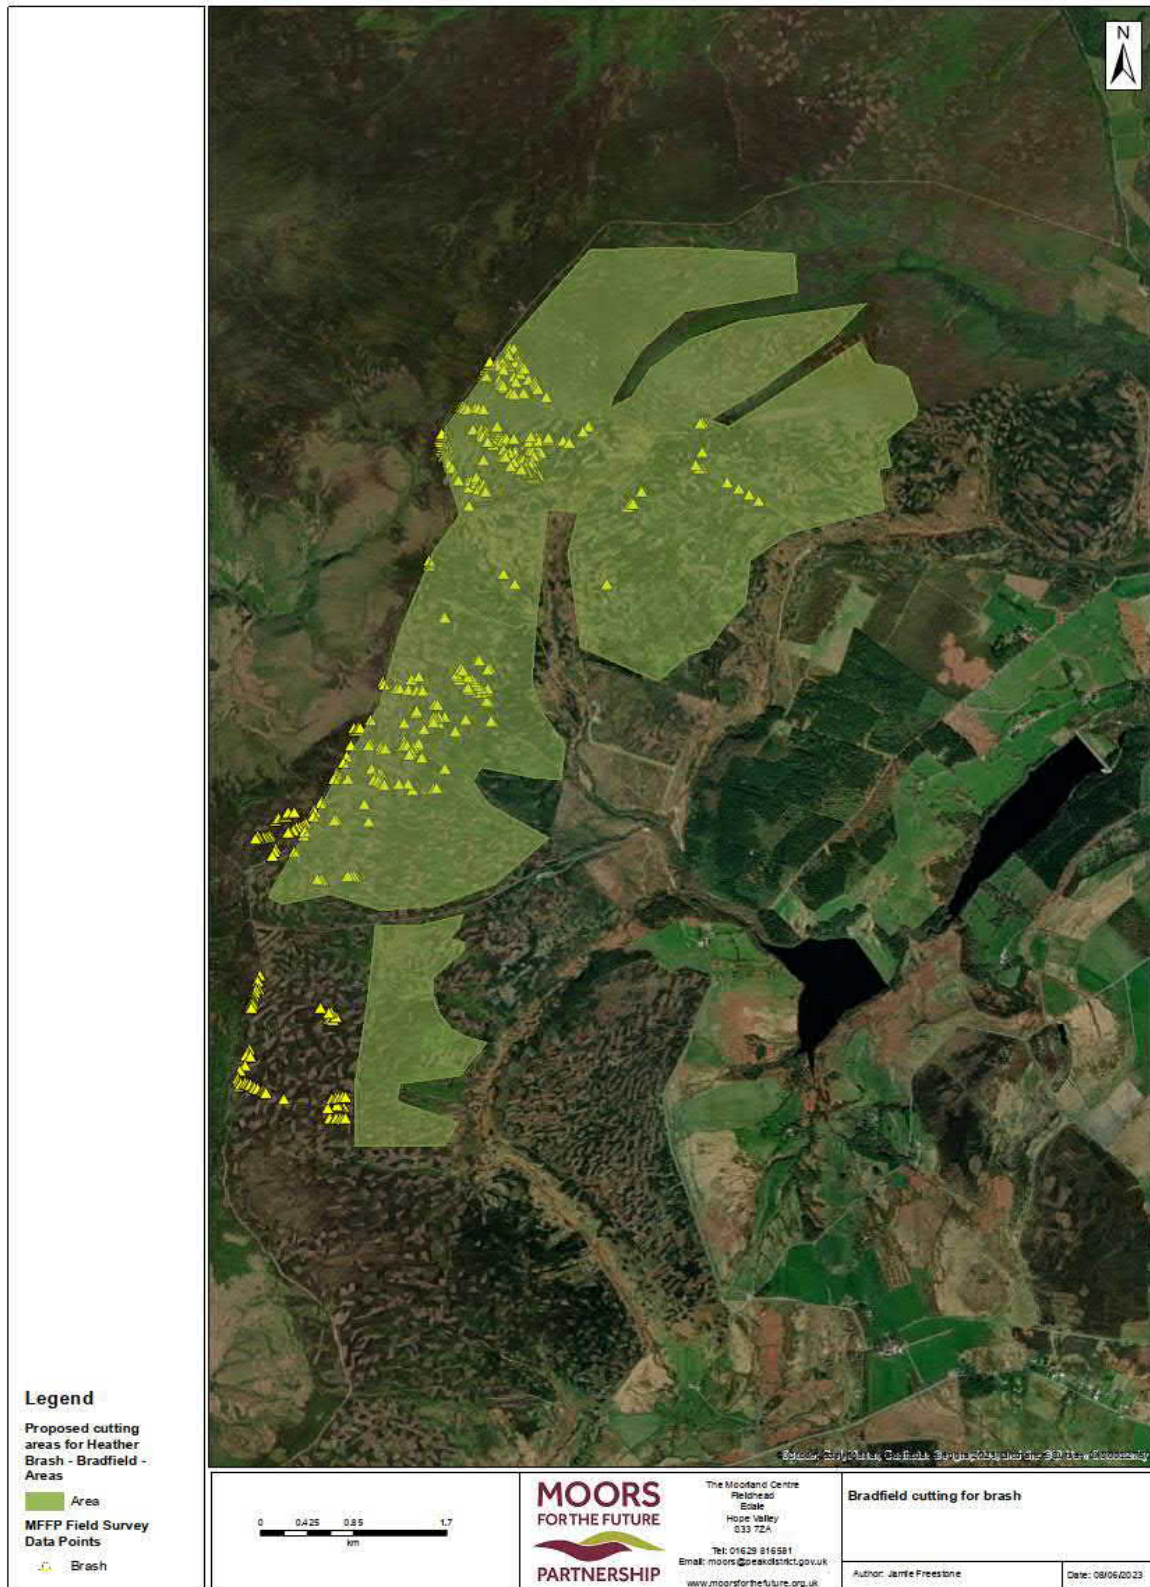 N
Legend
Proposed cutting
areas for Heather
Brash - Bradfield -
Areas
Area
MFFP Field Survey
Data Points
Brash
0 0.425 0.85 1.7
km
MOORS
FOR THE FUTURE
PARTNERSHIP
The Moorland Centre
Fieldhead
Edale
Hope Valley
S33 7ZA
Tel: 01629 816581
Email: moors@peakdistrict.gov.uk
www.moorsforthefuture.org.uk
Bradfield cutting for brash
Author: Jamie Freestone
Date: 08/06/2023